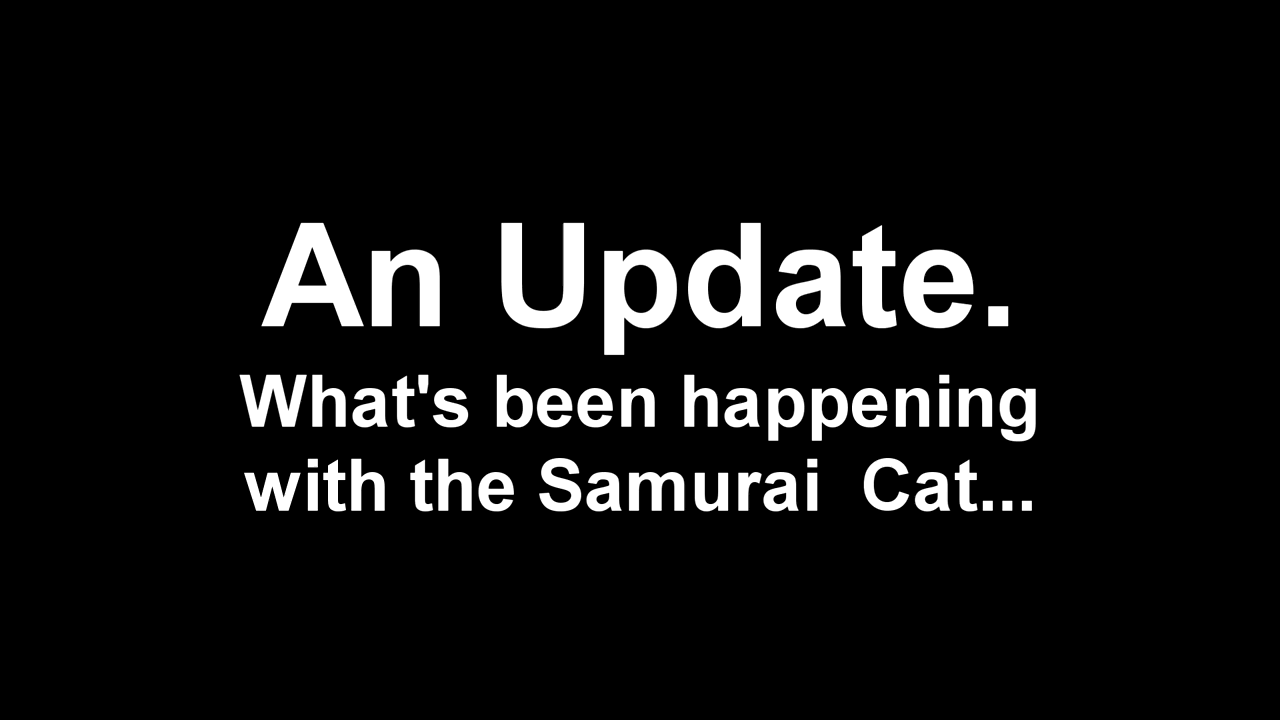 An Update.
What's been happening
with the Samurai  Cat...